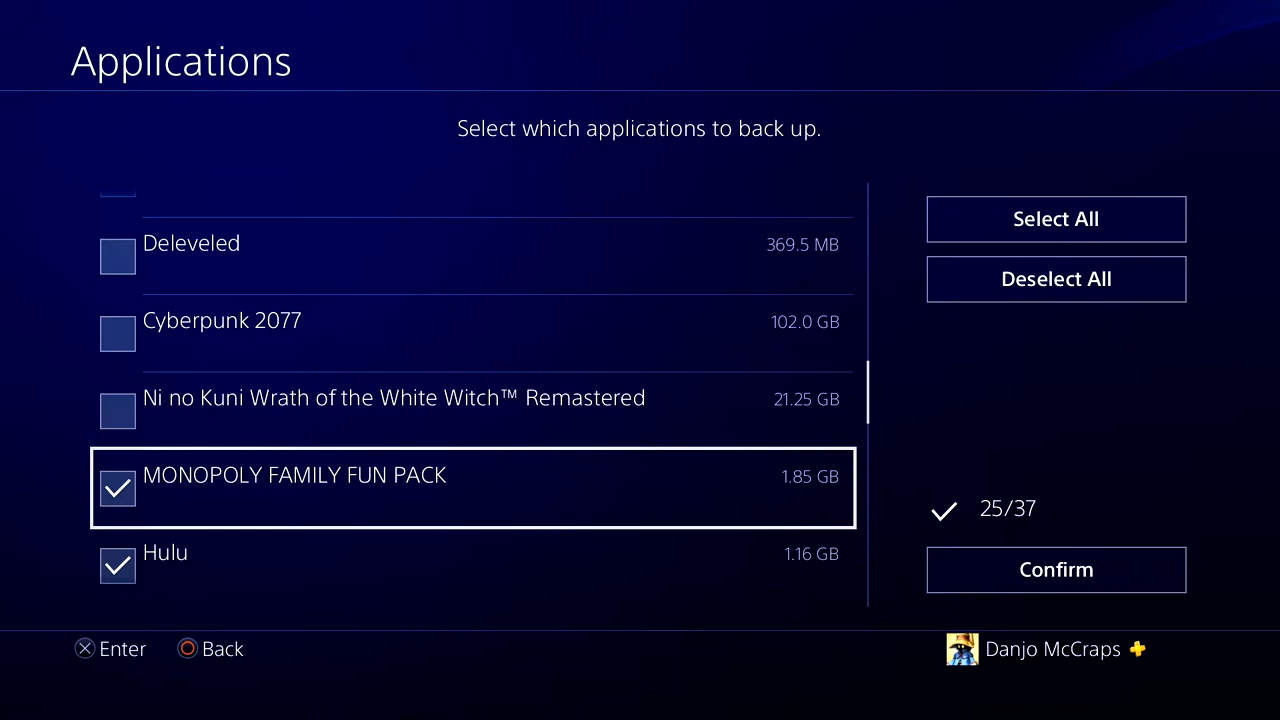 Applications
Select which applications to back up.
Deleveled 369.5 MB
Cyberpunk 2077 102.0 GB
Ni no Kuni Wrath of the White Witch™ Remastered 21.25 GB
MONOPOLY FAMILY FUN PACK 1.85 GB
Hulu 1.16 GB
Select All
Deselect All
25/37
Confirm
Enter Back Danjo McCraps